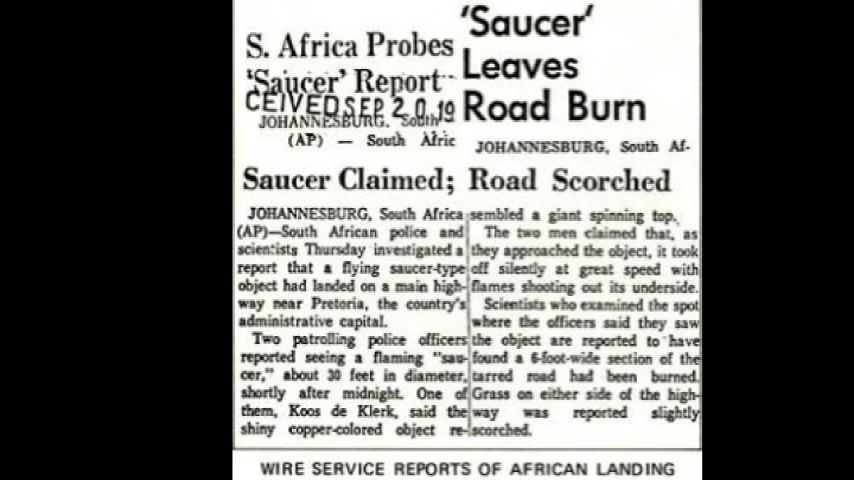 S. Africa Probes
'Saucer' Report
CEIVED SEP 20 19
JOHANNESBURG, South
(AP) — South Afric
'Saucer'
Leaves
Road Burn
JOHANNESBURG, South Af-
Saucer Claimed; Road Scorched
JOHANNESBURG, South Africa
(AP)—South African police and
scientists Thursday investigated a
report that a flying saucer-type
object had landed on a main high-
way near Pretoria, the country's
administrative capital.
Two patrolling police officers
reported seeing a flaming "sau-
cer," about 30 feet in diameter,
shortly after midnight. One of
them, Koos de Klerk, said the
shiny copper-colored object re-
sembled a giant spinning top.
The two men claimed that, as
they approached the object, it took
off silently at great speed with
flames shooting out its underside.
Scientists who examined the spot
where the officers said they saw
the object are reported to have
found a 6-foot-wide section of the
tarred road had been burned.
Grass on either side of the high-
way was reported slightly
scorched.
WIRE SERVICE REPORTS OF AFRICAN LANDING